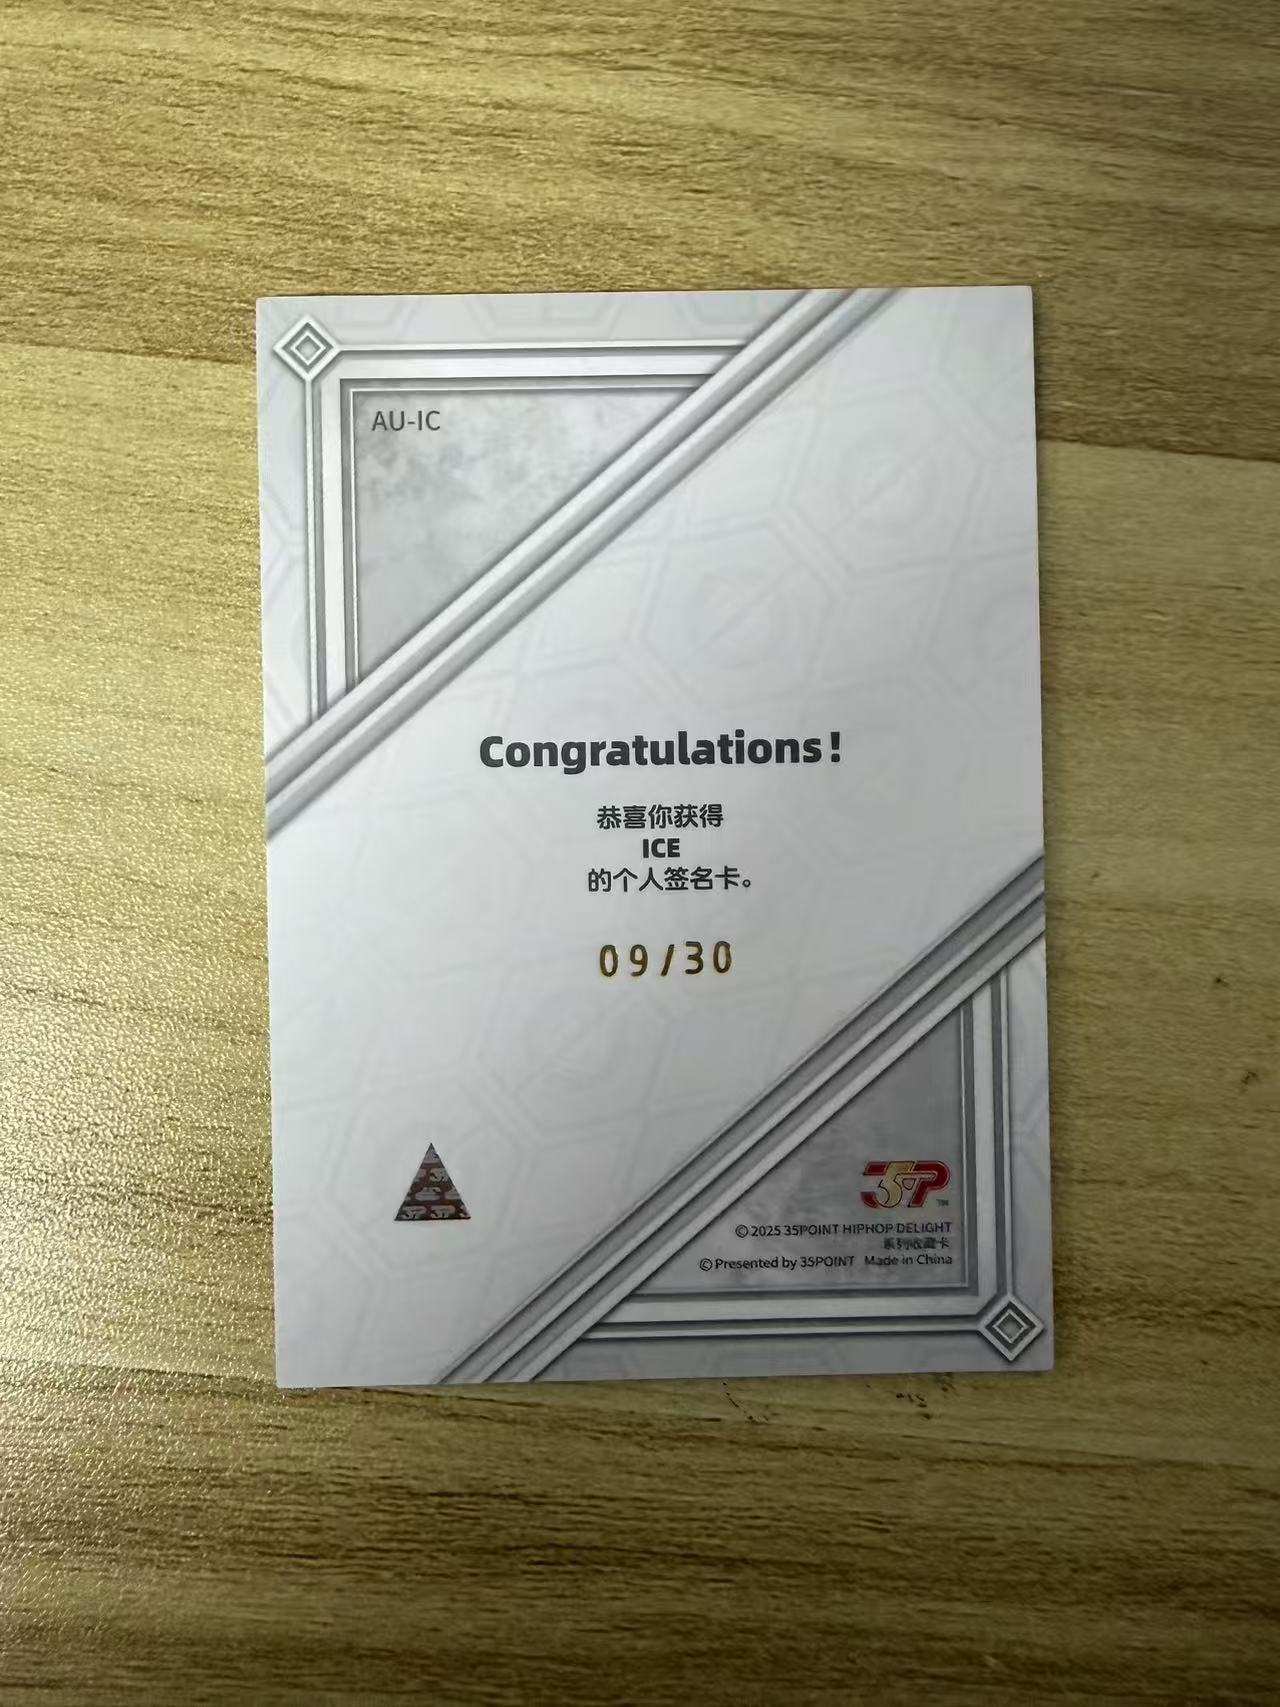 AU-IC
Congratulations!
恭喜你获得
ICE
的个人签名卡。
09/30
35P™
© 2025 35POINT HIPHOP DELIGHT
系列收藏卡
© Presented by 35POINT Made in China